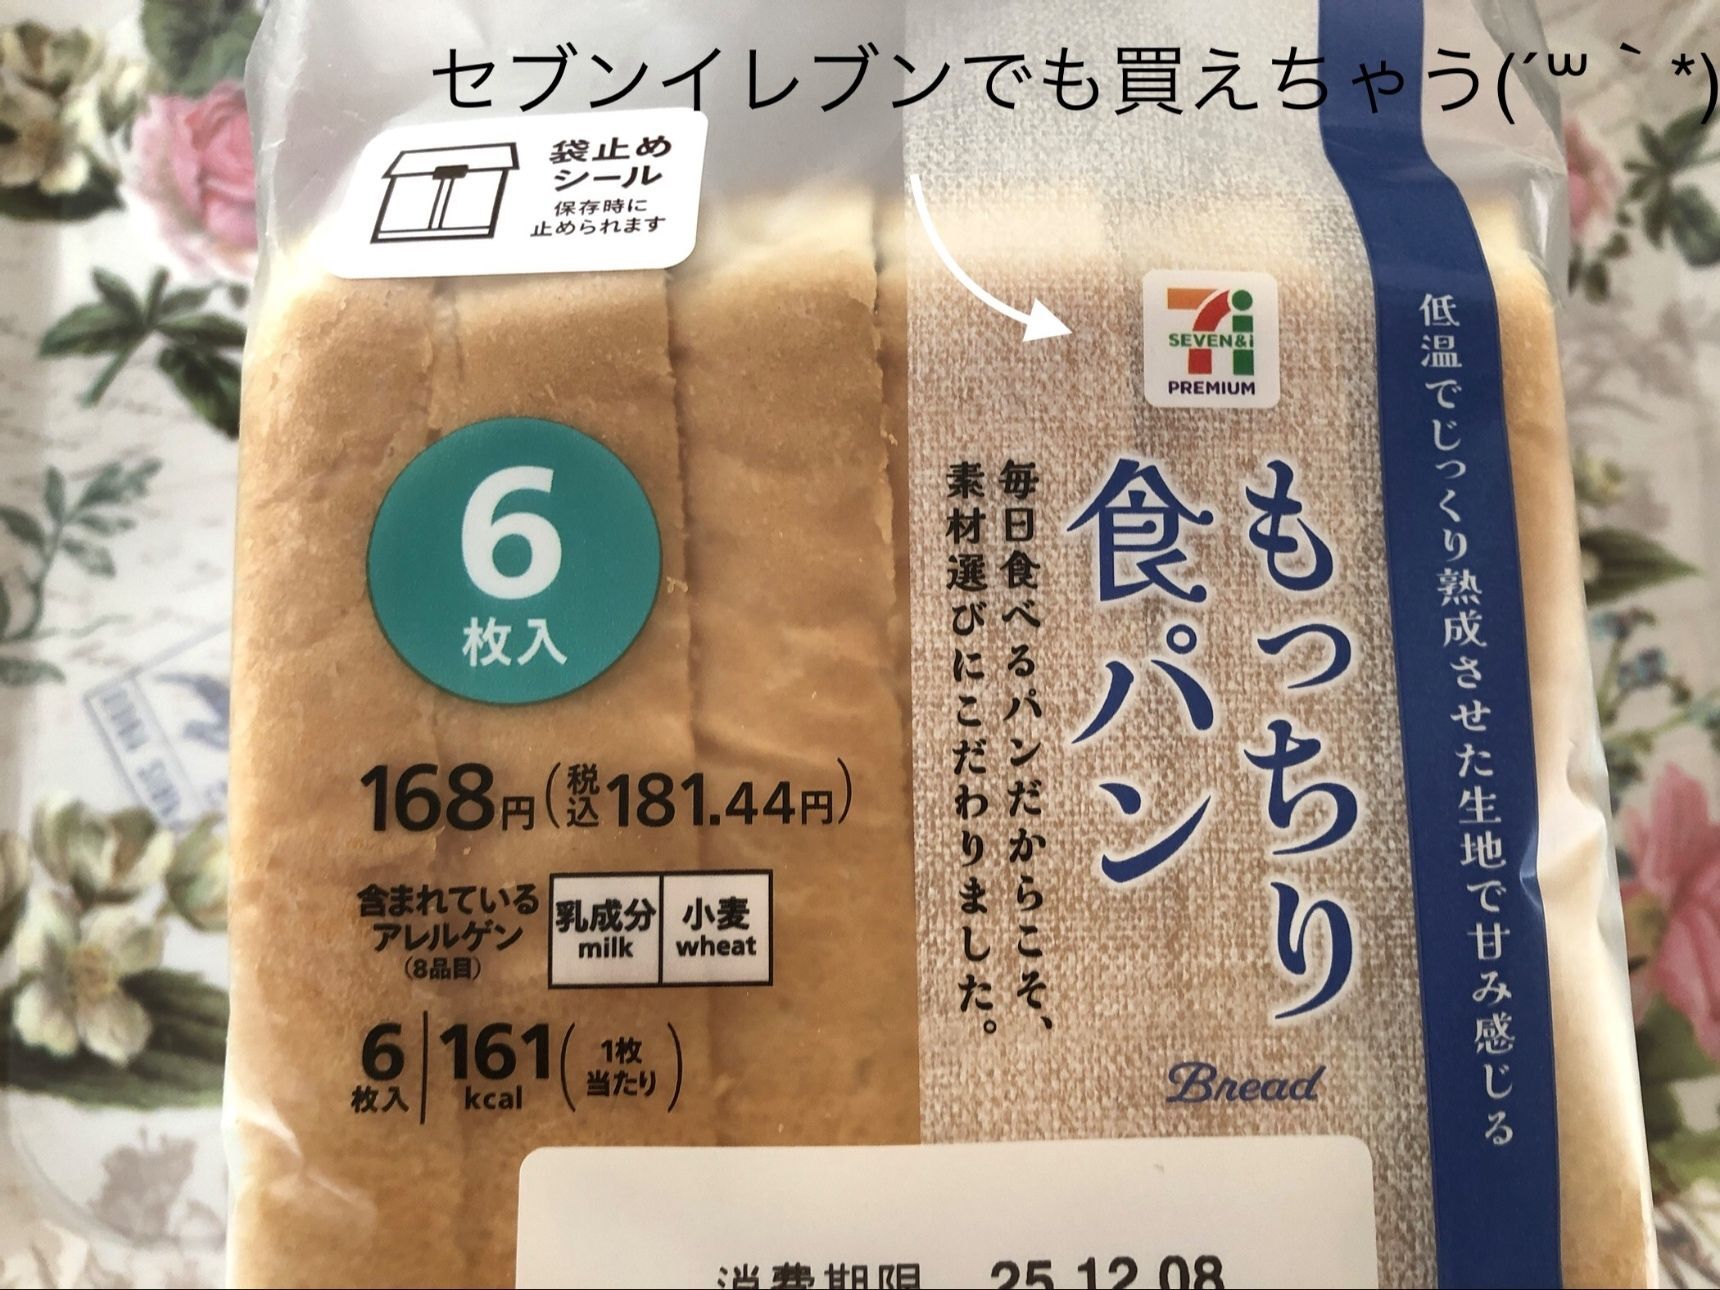 セブンイレブンでも買えちゃう(´꒳`*)
袋止め
シール
保存時に
止められます
SEVEN&i
PREMIUM
低温でじっくり熟成させた生地で甘み感じる
もっちり
食パン
毎日食べるパンだからこそ、
素材選びにこだわりました。
Bread
6
枚入
168円(税込181.44円)
含まれている
アレルゲン
(8品目)
乳成分
milk
小麦
wheat
6枚入
161kcal
(1枚当たり)
消費期限 25.12.08